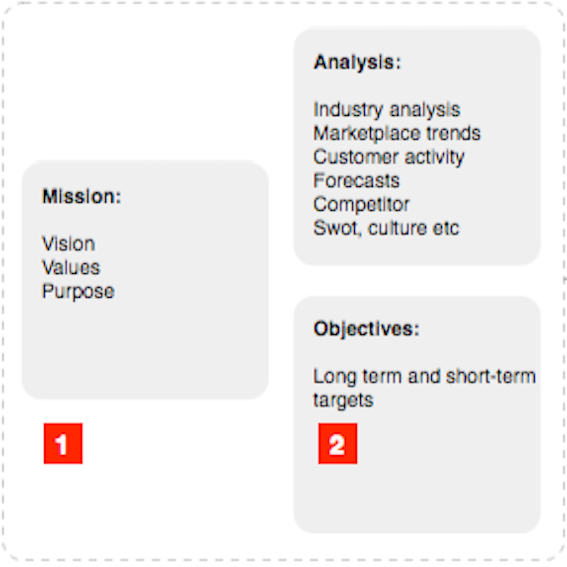 Mission:
Vision
Values
Purpose
1
Analysis:
Industry analysis
Marketplace trends
Customer activity
Forecasts
Competitor
Swot, culture etc
Objectives:
Long term and short-term
targets
2